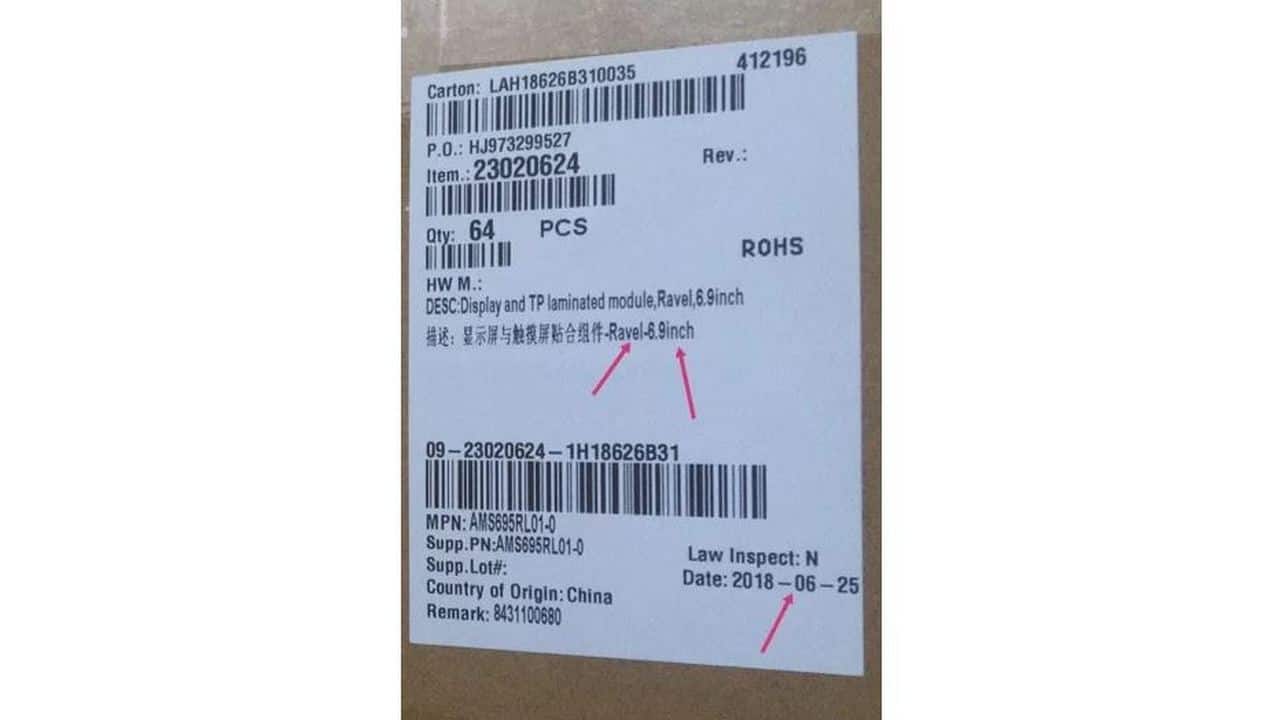 Carton: LAH18626B310035 412196
P.O.: HJ973299527
Item.: 23020624 Rev.:
Qty: 64 PCS
ROHS
HW M.:
DESC:Display and TP laminated module,Ravel,6.9inch
描述：显示屏与触摸屏贴合组件-Ravel-6.9inch
09-23020624-1H18626B31
MPN: AMS695RL01-0
Supp.PN:AMS695RL01-0
Law Inspect: N
Supp.Lot#:
Date: 2018-06-25
Country of Origin: China
Remark: 8431100680